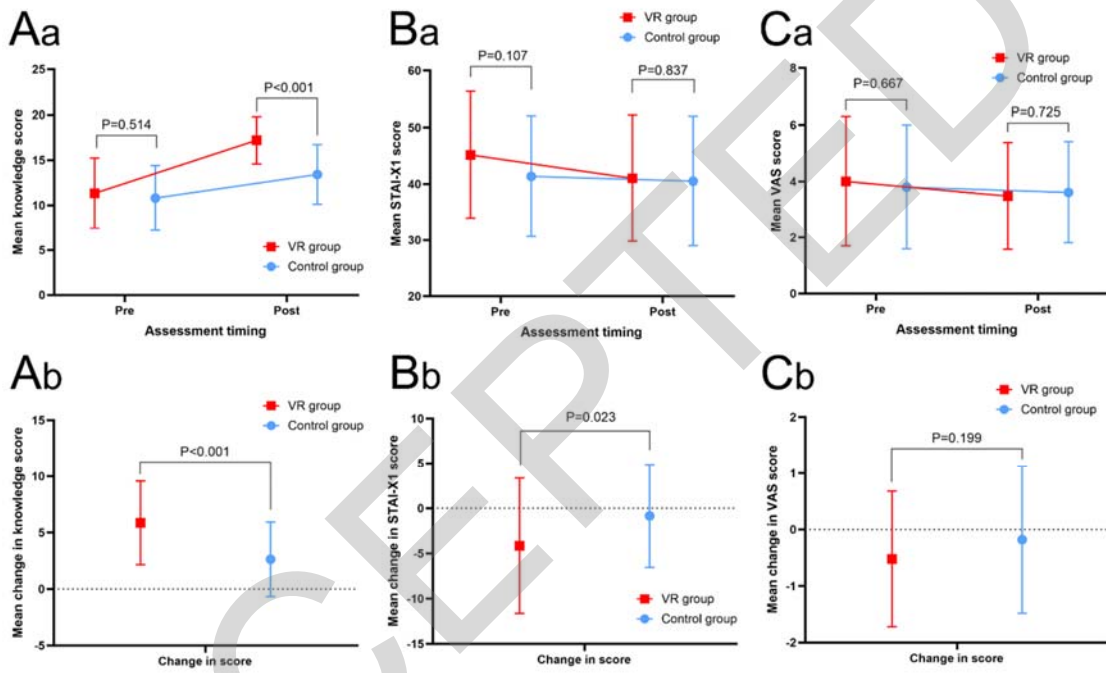 Aa
VR group
Control group
25
20
15
10
5
0
P=0.514
P<0.001
Mean knowledge score
Pre
Post
Assessment timing
Ba
VR group
Control group
60
50
40
30
20
P=0.107
P=0.837
Mean STAI-X1 score
Pre
Post
Assessment timing
Ca
VR group
Control group
8
6
4
2
0
P=0.667
P=0.725
Mean VAS score
Pre
Post
Assessment timing
Ab
VR group
Control group
15
10
5
0
-5
P<0.001
Mean change in knowledge score
Change in score
Bb
10
5
0
-5
-10
-15
P=0.023
Mean change in STAI-X1 score
VR group
Control group
Change in score
Cb
VR group
Control group
2
1
0
-1
-2
P=0.199
Mean change in VAS score
Change in score
CEPTED